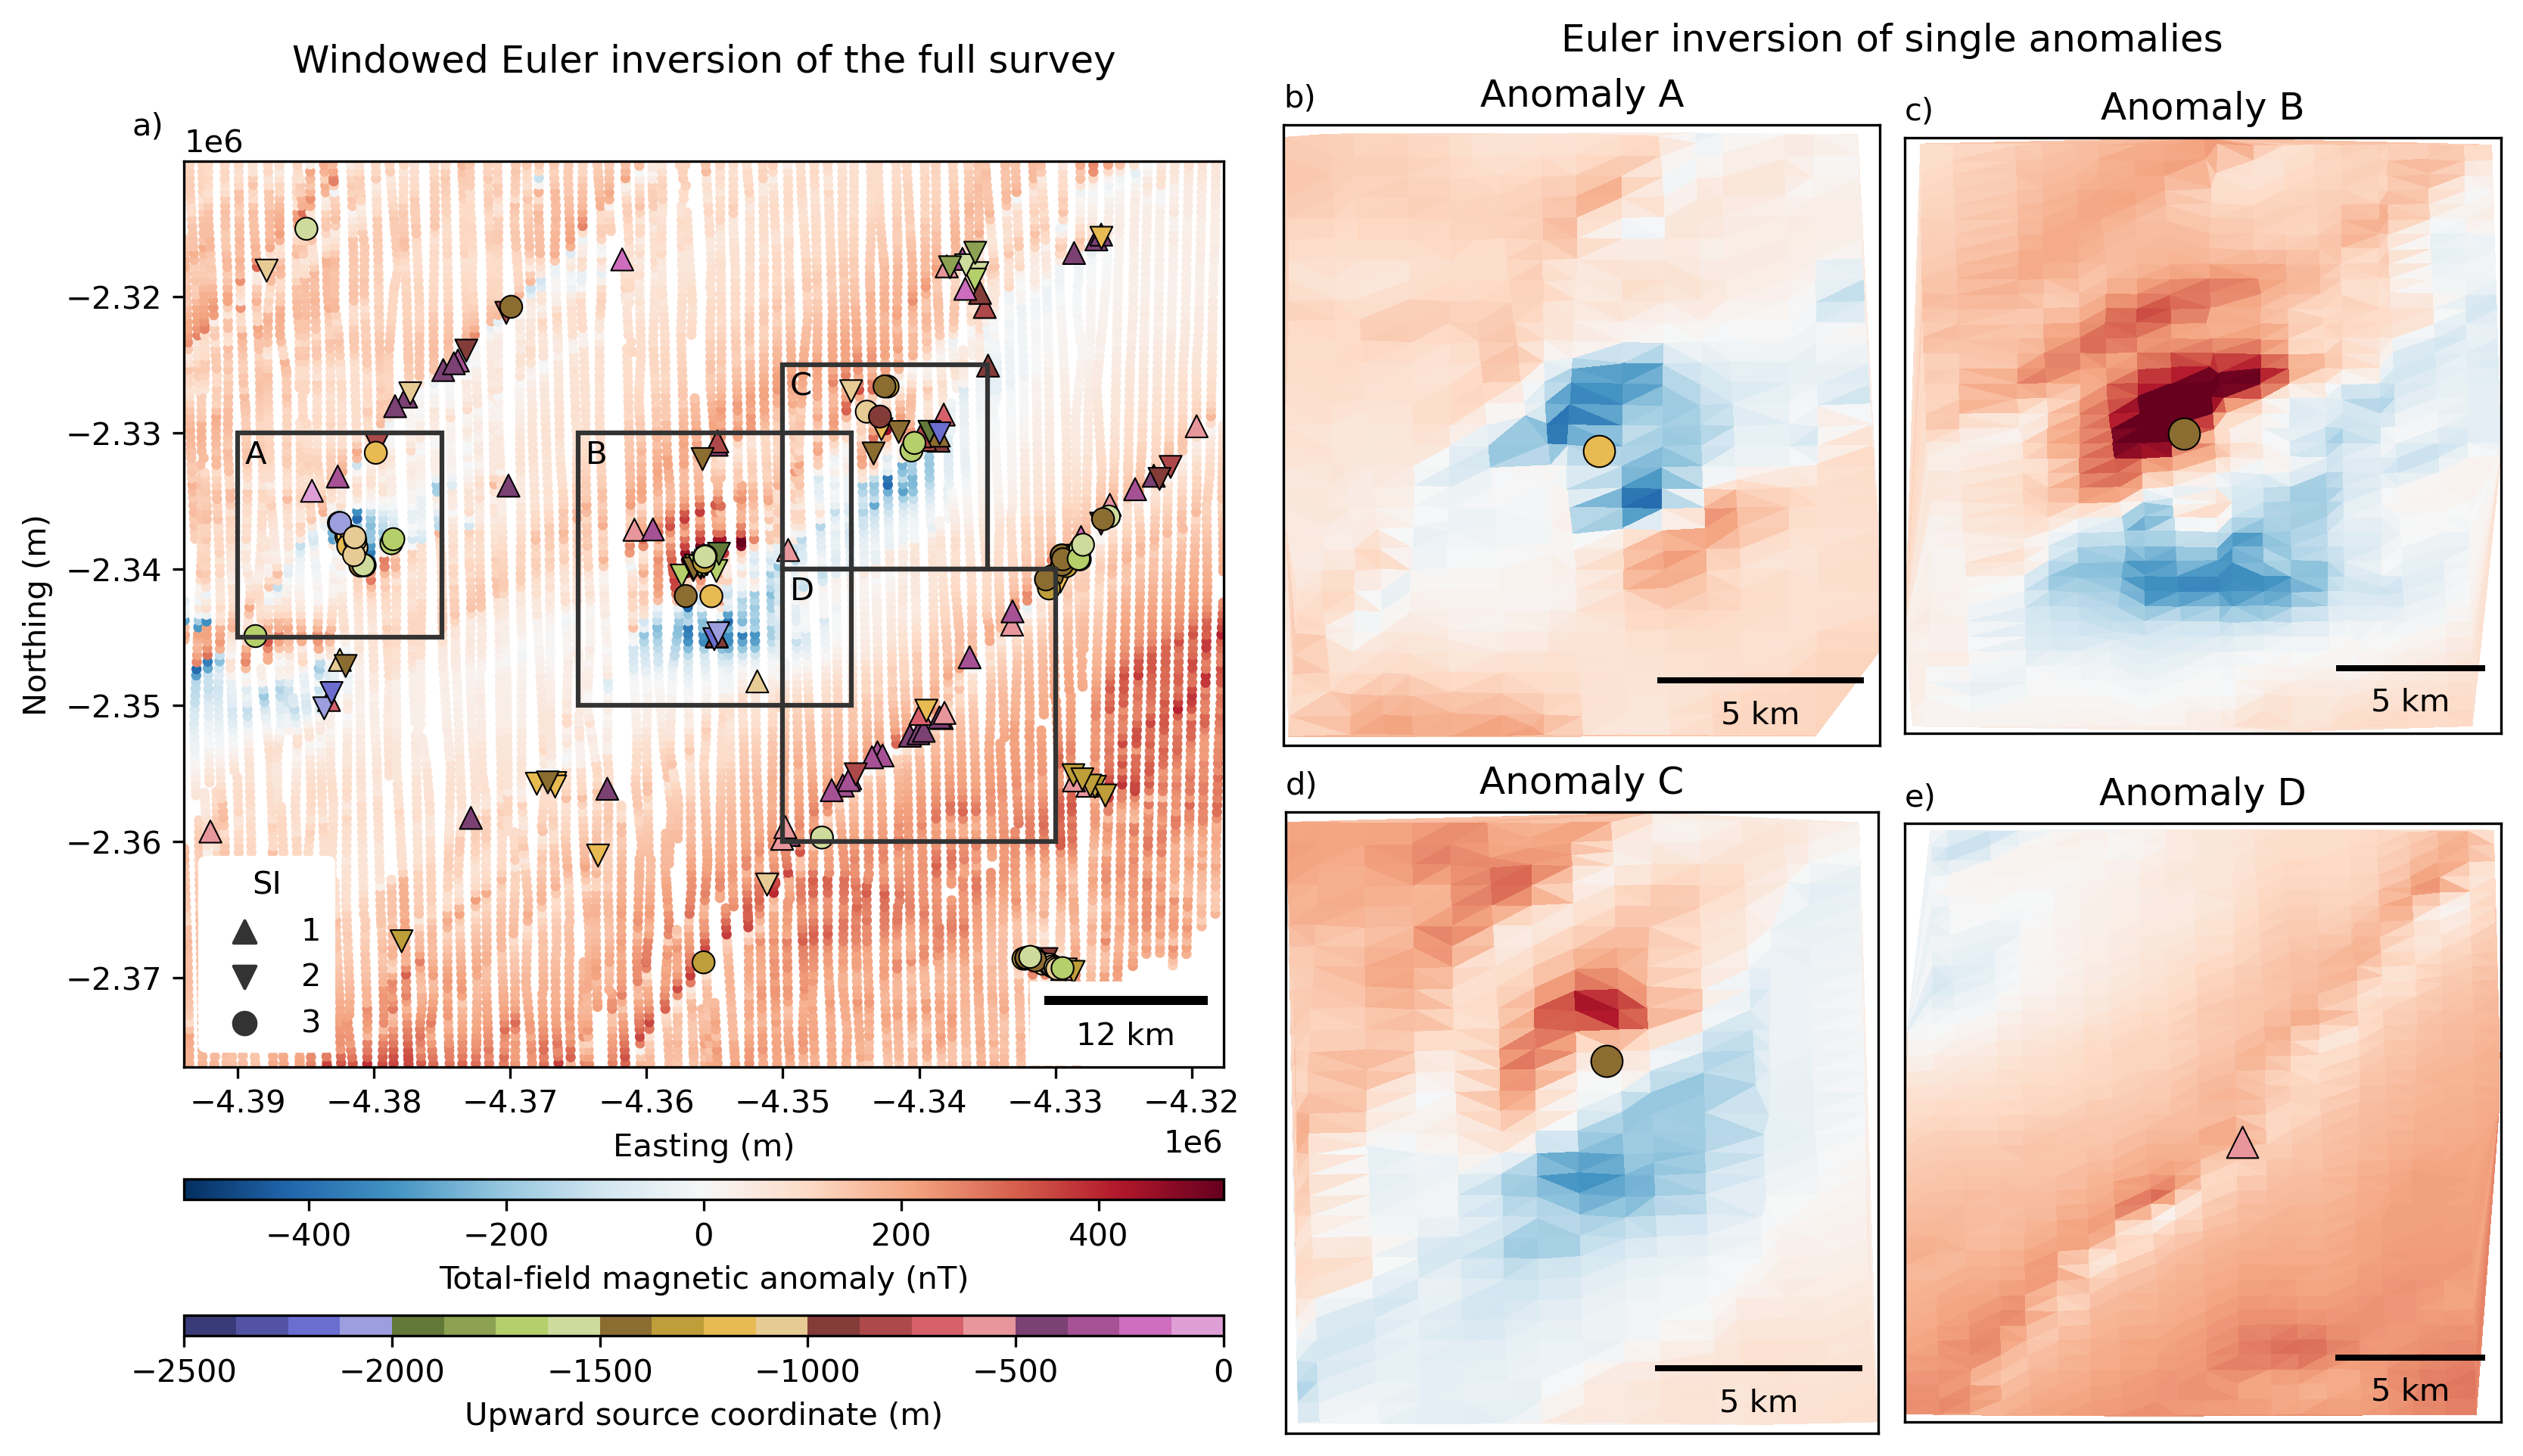 Windowed Euler inversion of the full survey
Euler inversion of single anomalies
a)
1e6
−2.32
−2.33
−2.34
−2.35
−2.36
−2.37
Northing (m)
A
B
C
D
SI
1
2
3
12 km
−4.39
−4.38
−4.37
−4.36
−4.35
−4.34
−4.33
−4.32
Easting (m)
1e6
−400
−200
0
200
400
Total-field magnetic anomaly (nT)
−2500
−2000
−1500
−1000
−500
0
Upward source coordinate (m)
b)
Anomaly A
5 km
c)
Anomaly B
5 km
d)
Anomaly C
5 km
e)
Anomaly D
5 km